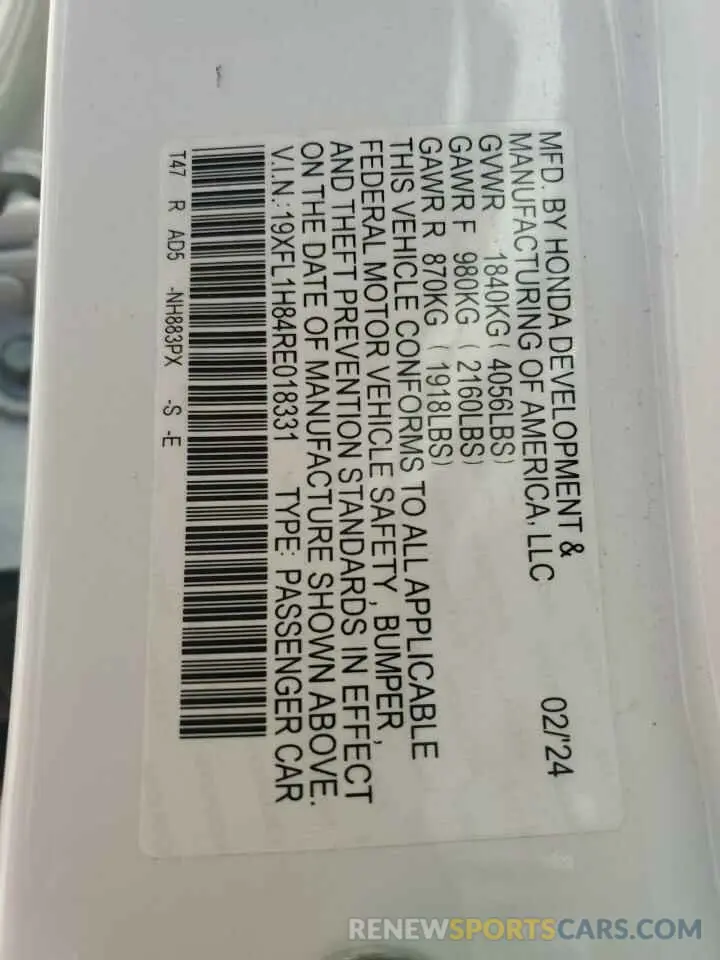 MFD. BY HONDA DEVELOPMENT &
MANUFACTURING OF AMERICA, LLC 02/'24
GVWR 1840KG ( 4056LBS)
GAWR F 980KG ( 2160LBS)
GAWR R 870KG ( 1918LBS)
THIS VEHICLE CONFORMS TO ALL APPLICABLE
FEDERAL MOTOR VEHICLE SAFETY, BUMPER,
AND THEFT PREVENTION STANDARDS IN EFFECT
ON THE DATE OF MANUFACTURE SHOWN ABOVE.
V.I.N.: 19XFL1H84RE018331 TYPE: PASSENGER CAR
T47 R AD5 -NH883PX -S -E
RENEWSPORTSCARS.COM